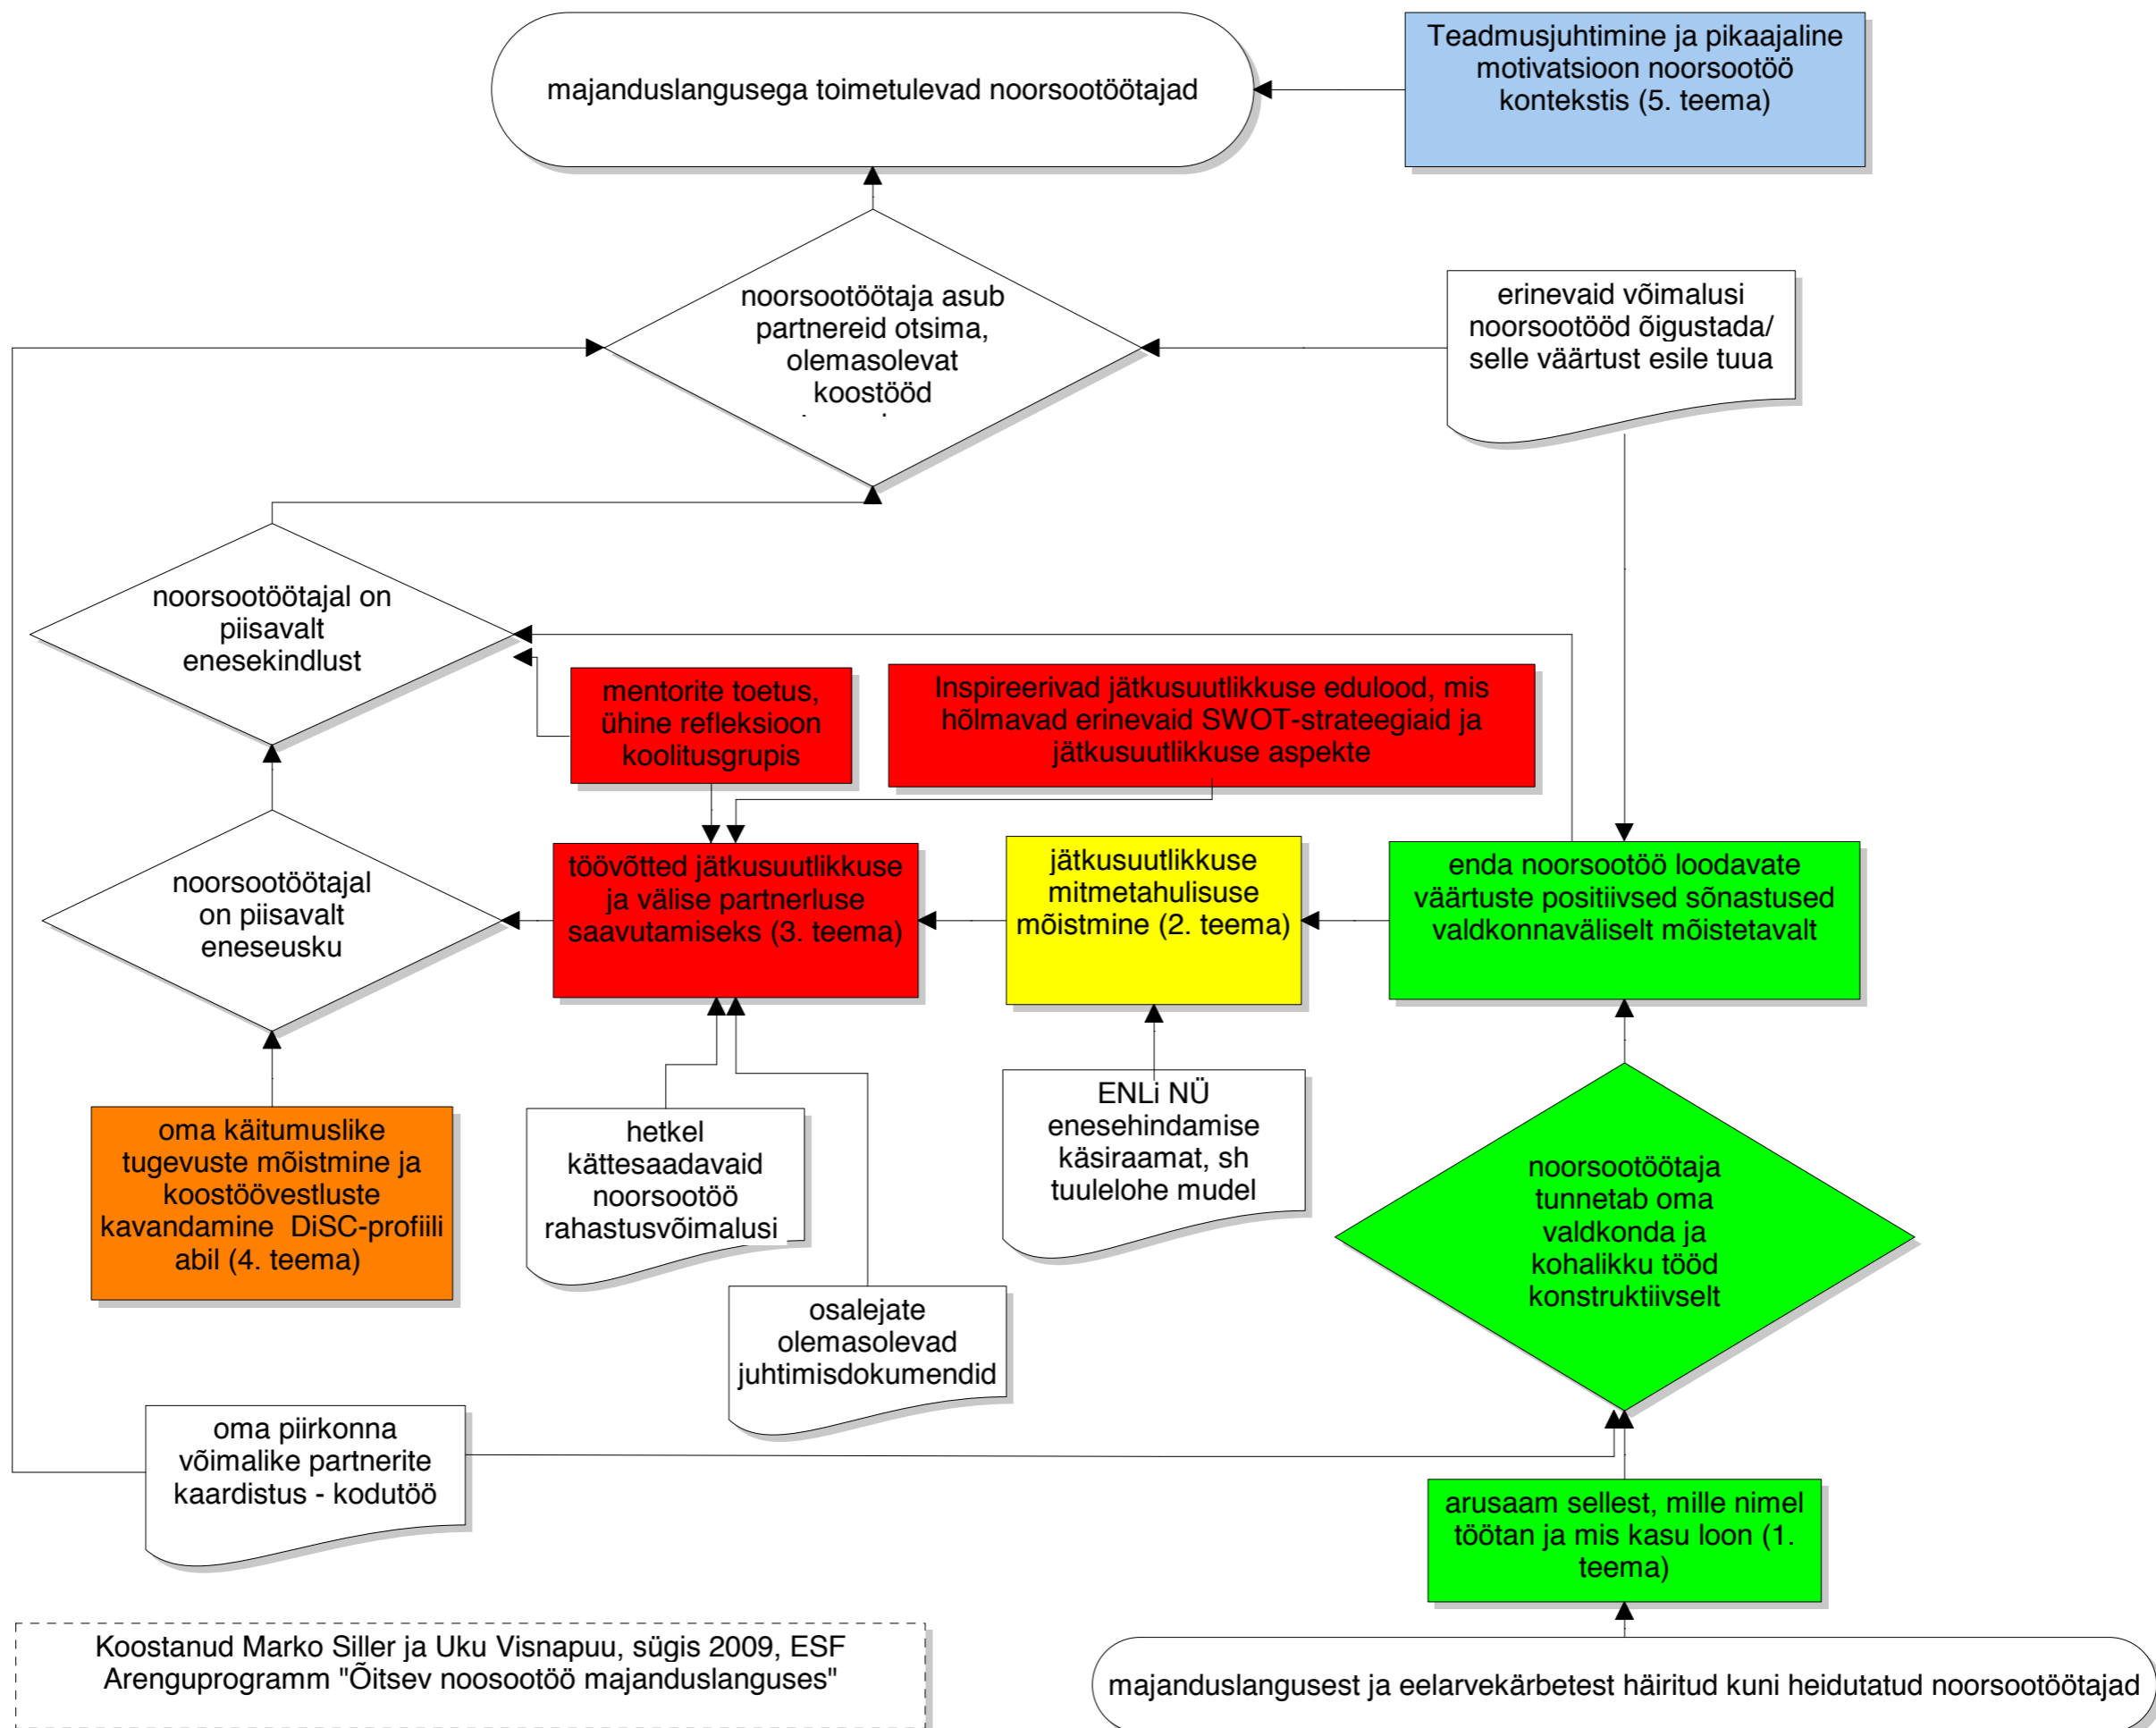 Teadmusjuhtimine ja pikaajaline
motivatsioon noorsootöö
kontekstis (5. teema)
majanduslangusega toimetulevad noorsootöötajad
noorsootöötaja asub
partnereid otsima,
olemasolevat
koostööd
erinevaid võimalusi
noorsootööd õigustada/
selle väärtust esile tuua
noorsootöötajal on
piisavalt
enesekindlust
mentorite toetus,
ühine refleksioon
koolitusgrupis
Inspireerivad jätkusuutlikkuse edulood, mis
hõlmavad erinevaid SWOT-strateegiaid ja
jätkusuutlikkuse aspekte
noorsootöötajal
on piisavalt
eneseusku
töövõtted jätkusuutlikkuse
ja välise partnerluse
saavutamiseks (3. teema)
jätkusuutlikkuse
mitmetahulisuse
mõistmine (2. teema)
enda noorsootöö loodavate
väärtuste positiivsed sõnastused
valdkonnaväliselt mõistetavalt
oma käitumuslike
tugevuste mõistmine ja
koostöövestluste
kavandamine DiSC-profiili
abil (4. teema)
hetkel
kättesaadavaid
noorsootöö
rahastusvõimalusi
ENLi NÜ
enesehindamise
käsiraamat, sh
tuulelohe mudel
noorsootöötaja
tunnetab oma
valdkonda ja
kohalikku tööd
konstruktiivselt
osalejate
olemasolevad
juhtimisdokumendid
oma piirkonna
võimalike partnerite
kaardistus - kodutöö
arusaam sellest, mille nimel
töötan ja mis kasu loon (1.
teema)
Koostanud Marko Siller ja Uku Visnapuu, sügis 2009, ESF
Arenguprogramm "Õitsev noosootöö majanduslanguses"
majanduslangusest ja eelarvekärbetest häiritud kuni heidutatud noorsootöötajad